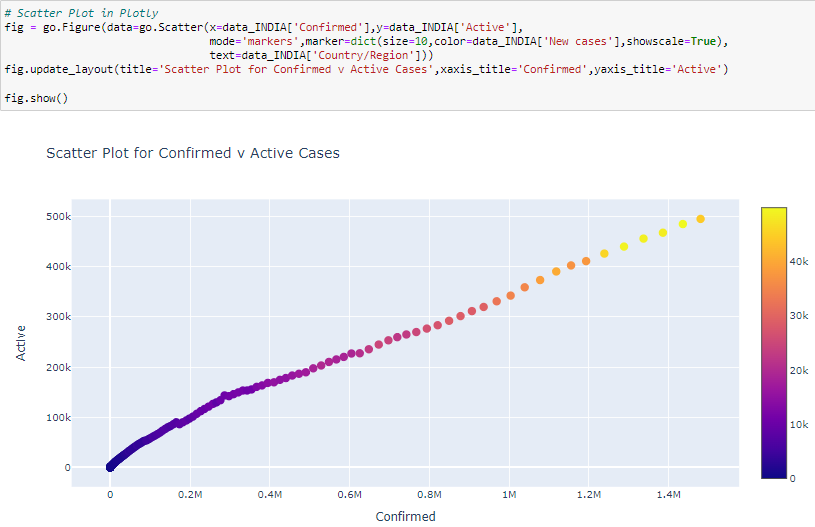 # Scatter Plot in Plotly
fig = go.Figure(data=go.Scatter(x=data_INDIA['Confirmed'],y=data_INDIA['Active'],
mode='markers',marker=dict(size=10,color=data_INDIA['New cases'],showscale=True),
text=data_INDIA['Country/Region']))
fig.update_layout(title='Scatter Plot for Confirmed v Active Cases',xaxis_title='Confirmed',yaxis_title='Active')
fig.show()
Scatter Plot for Confirmed v Active Cases
500k
400k
300k
200k
100k
0
Active
0 0.2M 0.4M 0.6M 0.8M 1M 1.2M 1.4M
Confirmed
40k
30k
20k
10k
0